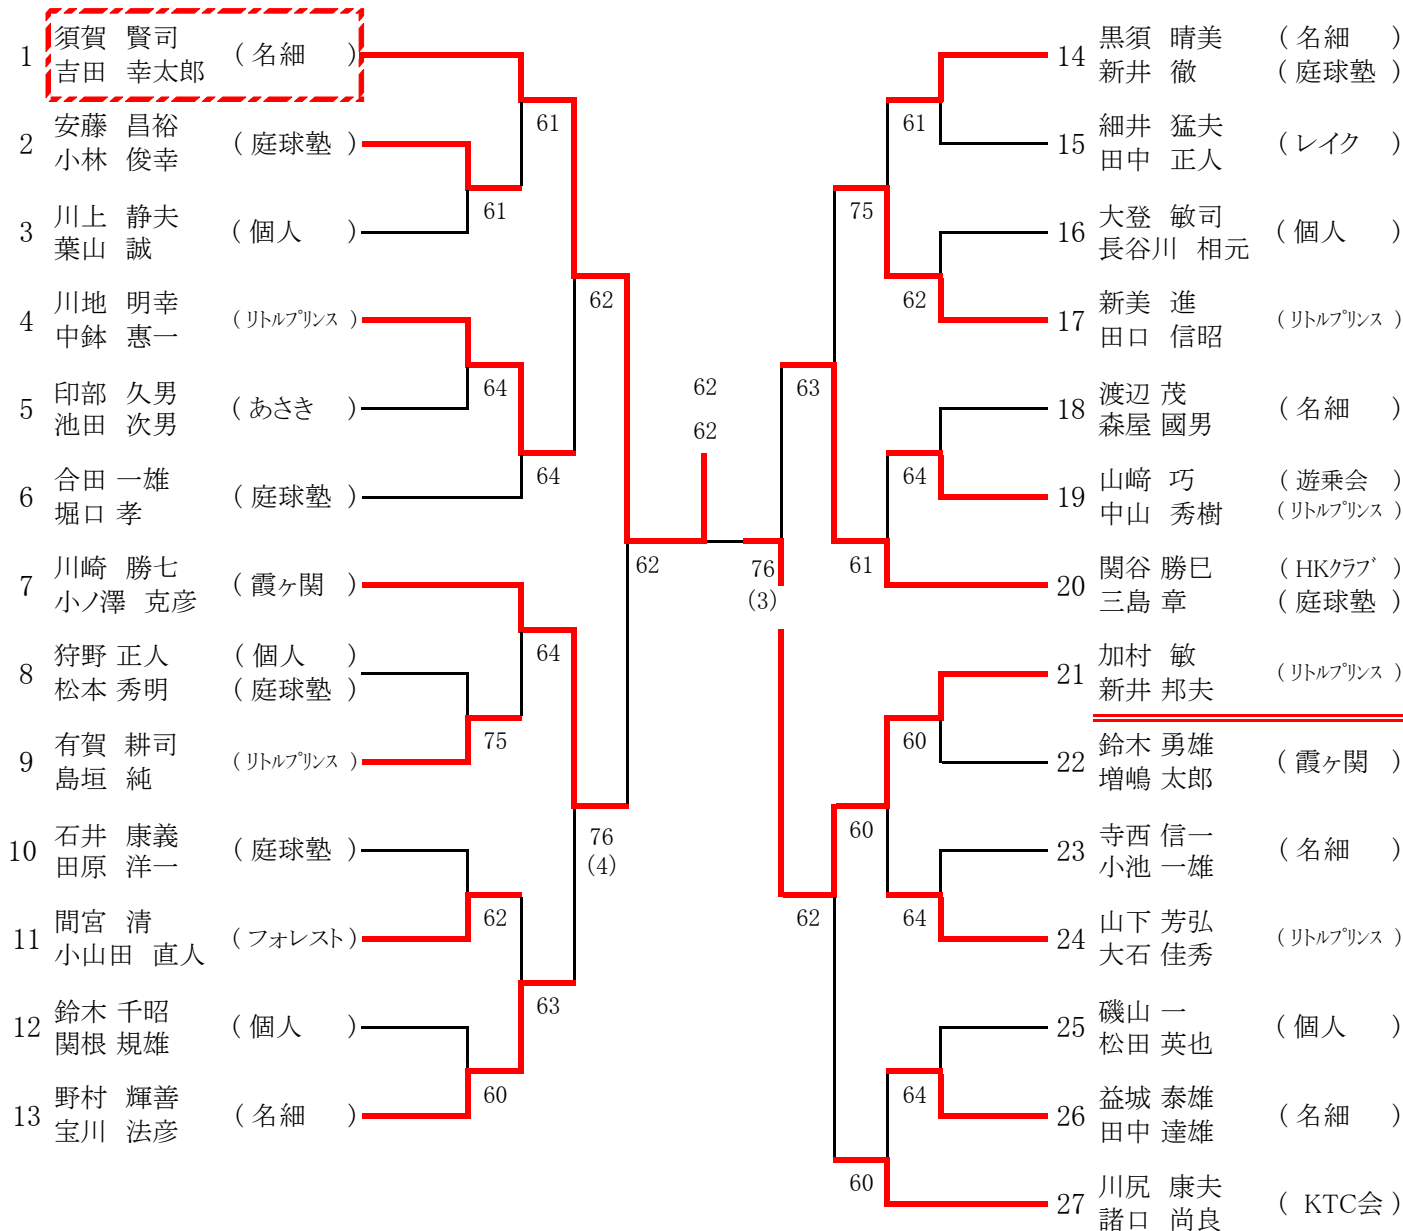 1 須賀 賢司 (名細 )
吉田 幸太郎
61
2 安藤 昌裕 (庭球塾 )
小林 俊幸
61
3 川上 静夫 (個人 )
葉山 誠
62
4 川地 明幸 (リトルプリンス )
中鉢 惠一
64
5 印部 久男 (あさき )
池田 次男
64
6 合田 一雄 (庭球塾 )
堀口 孝
62
7 川崎 勝七 (霞ヶ関 )
小ノ澤 克彦
64
8 狩野 正人 (個人 )
松本 秀明 (庭球塾 )
75
9 有賀 耕司 (リトルプリンス )
島垣 純
76
(4)
10 石井 康義 (庭球塾 )
田原 洋一
62
11 間宮 清 (フォレスト)
小山田 直人
63
12 鈴木 千昭 (個人 )
関根 規雄
60
13 野村 輝善 (名細 )
宝川 法彦
62
62
76
(3)
14 黒須 晴美 (名細 )
新井 徹 (庭球塾 )
61
15 細井 猛夫 (レイク )
田中 正人
75
16 大登 敏司 (個人 )
長谷川 相元
62
17 新美 進 (リトルプリンス )
田口 信昭
63
18 渡辺 茂 (名細 )
森屋 國男
64
19 山﨑 巧 (遊乗会 )
中山 秀樹 (リトルプリンス )
61
20 関谷 勝巳 (HKクラブ )
三島 章 (庭球塾 )
21 加村 敏 (リトルプリンス )
新井 邦夫
60
22 鈴木 勇雄 (霞ヶ関 )
増嶋 太郎
60
23 寺西 信一 (名細 )
小池 一雄
62
64
24 山下 芳弘 (リトルプリンス )
大石 佳秀
25 磯山 一 (個人 )
松田 英也
64
26 益城 泰雄 (名細 )
田中 達雄
60
27 川尻 康夫 ( KTC会 )
諸口 尚良